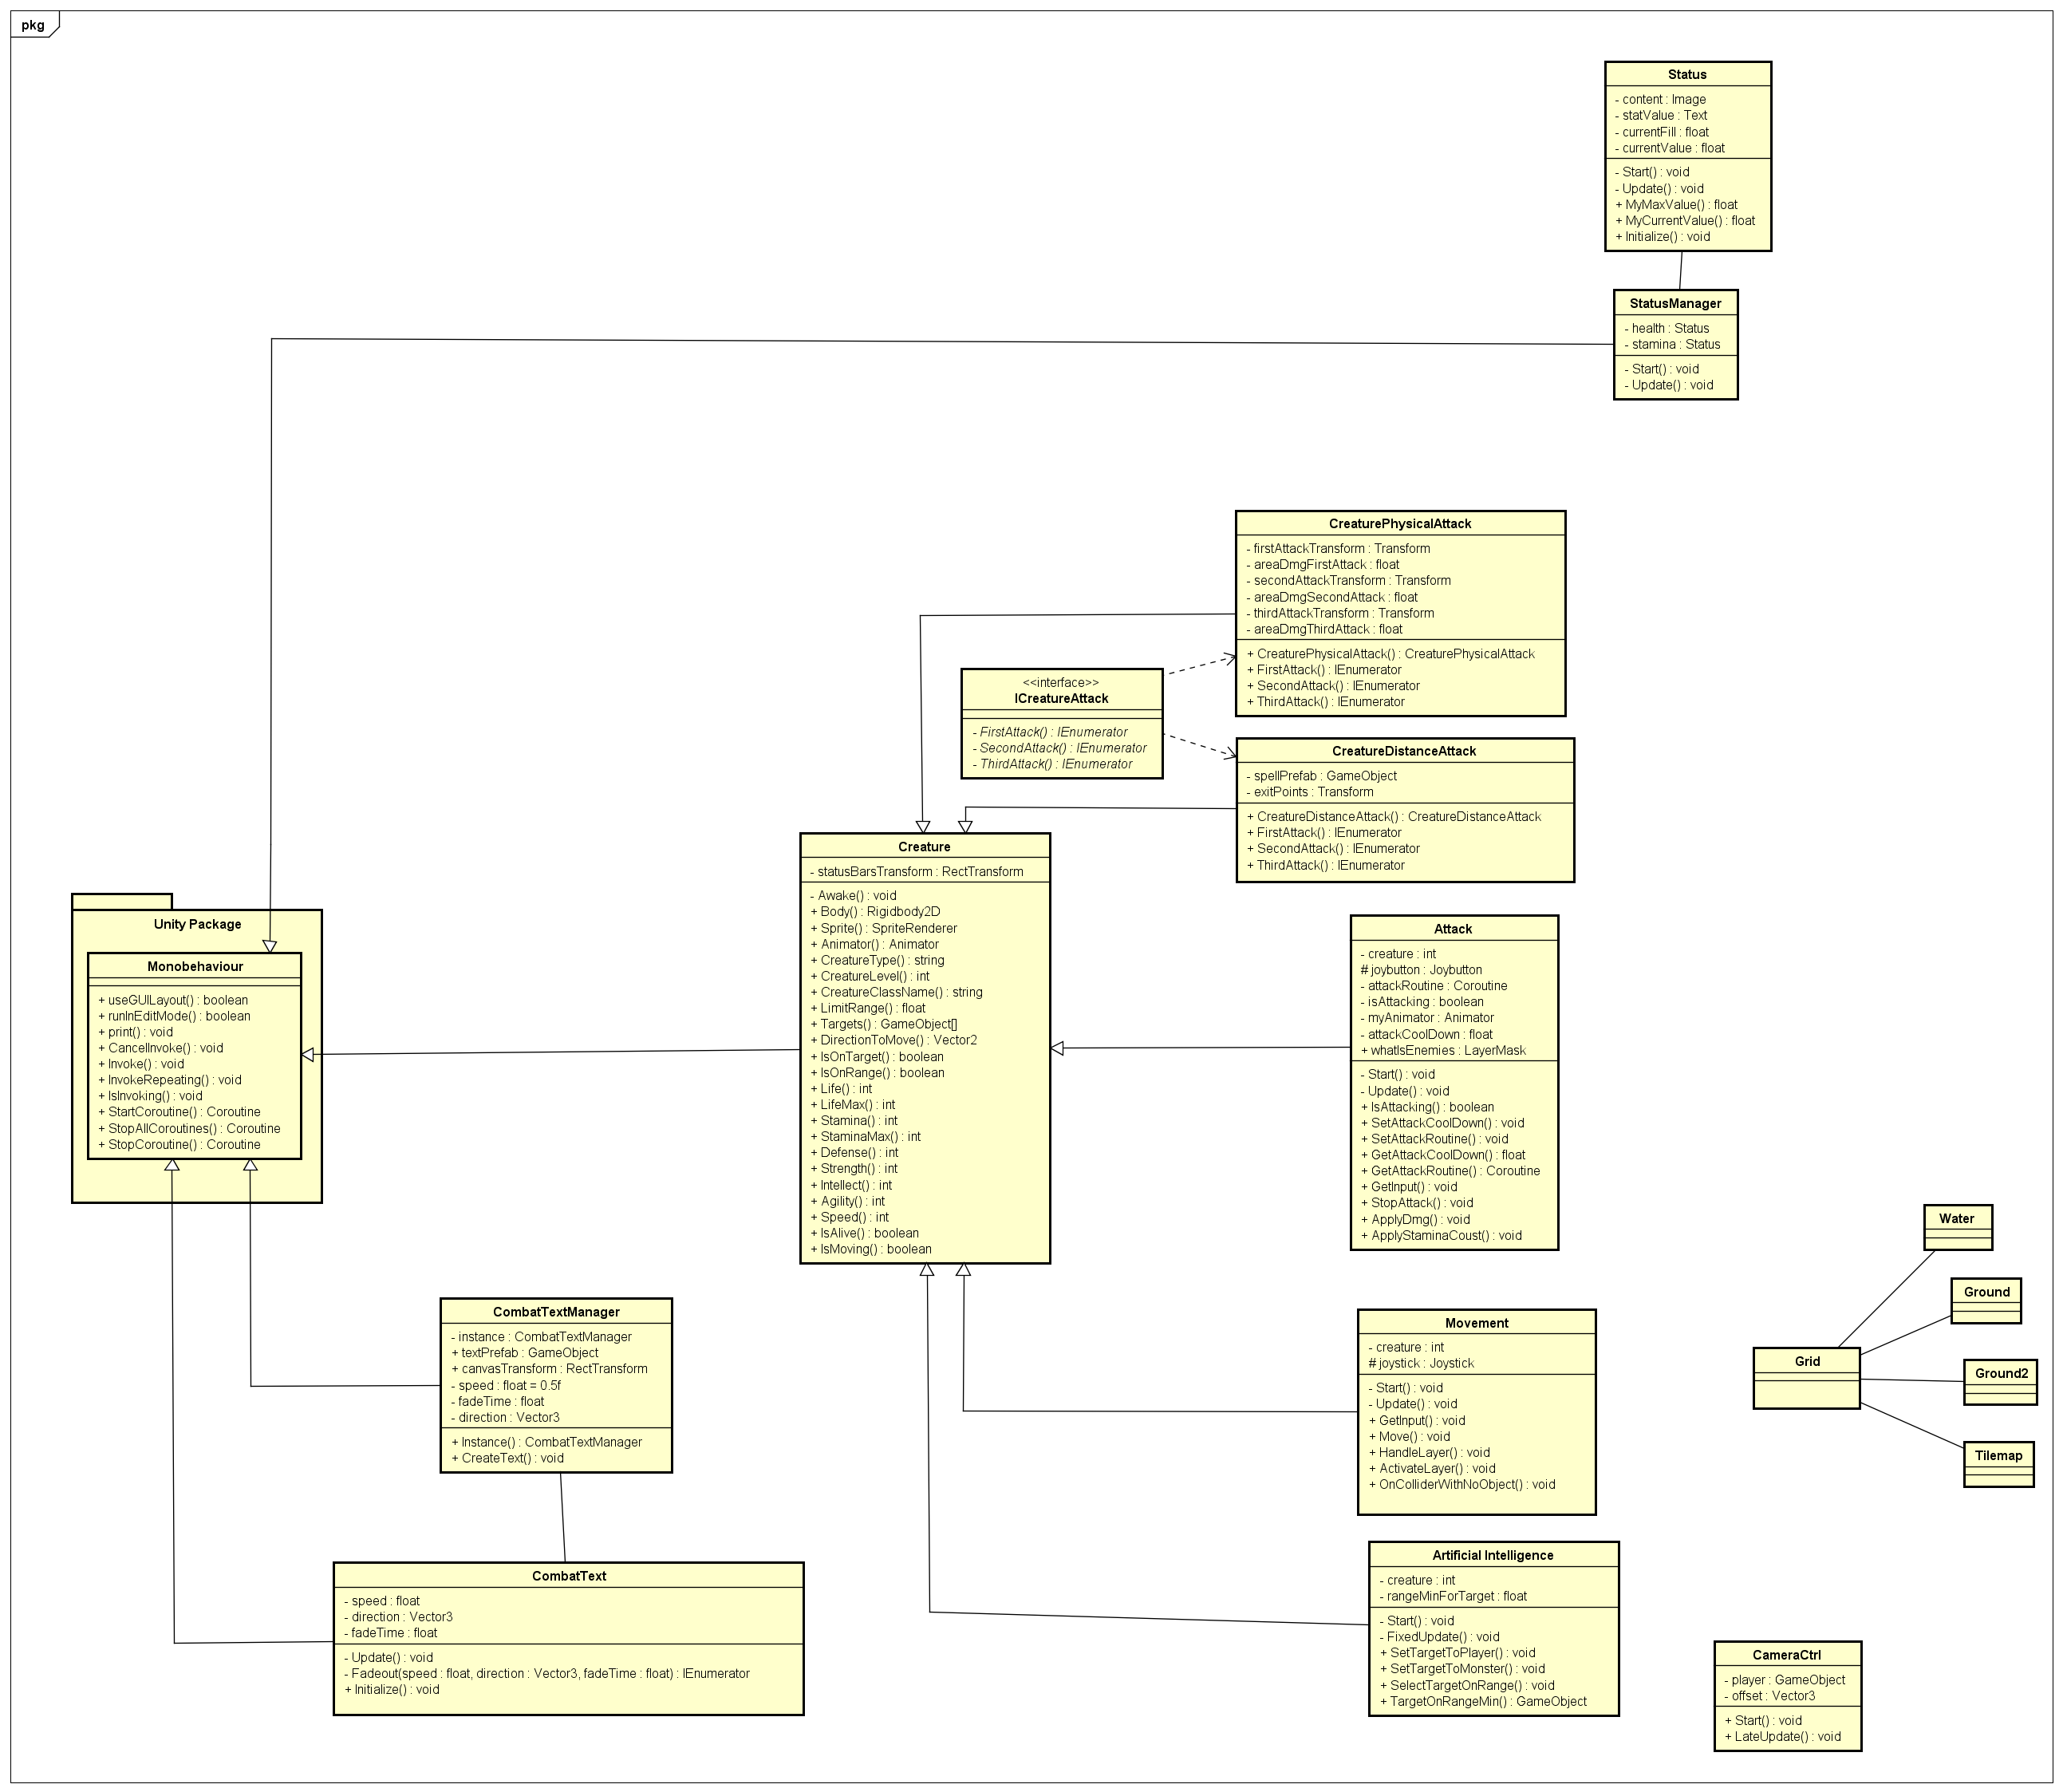 pkg
Status
- content : Image
- statValue : Text
- currentFill : float
- currentValue : float
- Start() : void
- Update() : void
+ MyMaxValue() : float
+ MyCurrentValue() : float
+ Initialize() : void
StatusManager
- health : Status
- stamina : Status
- Start() : void
- Update() : void
CreaturePhysicalAttack
- firstAttackTransform : Transform
- areaDmgFirstAttack : float
- secondAttackTransform : Transform
- areaDmgSecondAttack : float
- thirdAttackTransform : Transform
- areaDmgThirdAttack : float
+ CreaturePhysicalAttack() : CreaturePhysicalAttack
+ FirstAttack() : IEnumerator
+ SecondAttack() : IEnumerator
+ ThirdAttack() : IEnumerator
<<interface>>
ICreatureAttack
- FirstAttack() : IEnumerator
- SecondAttack() : IEnumerator
- ThirdAttack() : IEnumerator
CreatureDistanceAttack
- spellPrefab : GameObject
- exitPoints : Transform
+ CreatureDistanceAttack() : CreatureDistanceAttack
+ FirstAttack() : IEnumerator
+ SecondAttack() : IEnumerator
+ ThirdAttack() : IEnumerator
Creature
- statusBarsTransform : RectTransform
- Awake() : void
+ Body() : Rigidbody2D
+ Sprite() : SpriteRenderer
+ Animator() : Animator
+ CreatureType() : string
+ CreatureLevel() : int
+ CreatureClassName() : string
+ LimitRange() : float
+ Targets() : GameObject[]
+ DirectionToMove() : Vector2
+ IsOnTarget() : boolean
+ IsOnRange() : boolean
+ Life() : int
+ LifeMax() : int
+ Stamina() : int
+ StaminaMax() : int
+ Defense() : int
+ Strength() : int
+ Intellect() : int
+ Agility() : int
+ Speed() : int
+ IsAlive() : boolean
+ IsMoving() : boolean
Unity Package
Monobehaviour
+ useGUILayout() : boolean
+ runInEditMode() : boolean
+ print() : void
+ CancelInvoke() : void
+ Invoke() : void
+ InvokeRepeating() : void
+ IsInvoking() : void
+ StartCoroutine() : Coroutine
+ StopAllCoroutines() : Coroutine
+ StopCoroutine() : Coroutine
Attack
- creature : int
# joybutton : Joybutton
- attackRoutine : Coroutine
- isAttacking : boolean
- myAnimator : Animator
- attackCoolDown : float
+ whatIsEnemies : LayerMask
- Start() : void
- Update() : void
+ IsAttacking() : boolean
+ SetAttackCoolDown() : void
+ SetAttackRoutine() : void
+ GetAttackCoolDown() : float
+ GetAttackRoutine() : Coroutine
+ GetInput() : void
+ StopAttack() : void
+ ApplyDmg() : void
+ ApplyStaminaCoust() : void
Water
Ground
Grid
Ground2
Tilemap
CombatTextManager
- instance : CombatTextManager
+ textPrefab : GameObject
+ canvasTransform : RectTransform
- speed : float = 0.5f
- fadeTime : float
- direction : Vector3
+ Instance() : CombatTextManager
+ CreateText() : void
Movement
- creature : int
# joystick : Joystick
- Start() : void
- Update() : void
+ GetInput() : void
+ Move() : void
+ HandleLayer() : void
+ ActivateLayer() : void
+ OnColliderWithNoObject() : void
CombatText
- speed : float
- direction : Vector3
- fadeTime : float
- Update() : void
- Fadeout(speed : float, direction : Vector3, fadeTime : float) : IEnumerator
+ Initialize() : void
Artificial Intelligence
- creature : int
- rangeMinForTarget : float
- Start() : void
- FixedUpdate() : void
+ SetTargetToPlayer() : void
+ SetTargetToMonster() : void
+ SelectTargetOnRange() : void
+ TargetOnRangeMin() : GameObject
CameraCtrl
- player : GameObject
- offset : Vector3
+ Start() : void
+ LateUpdate() : void